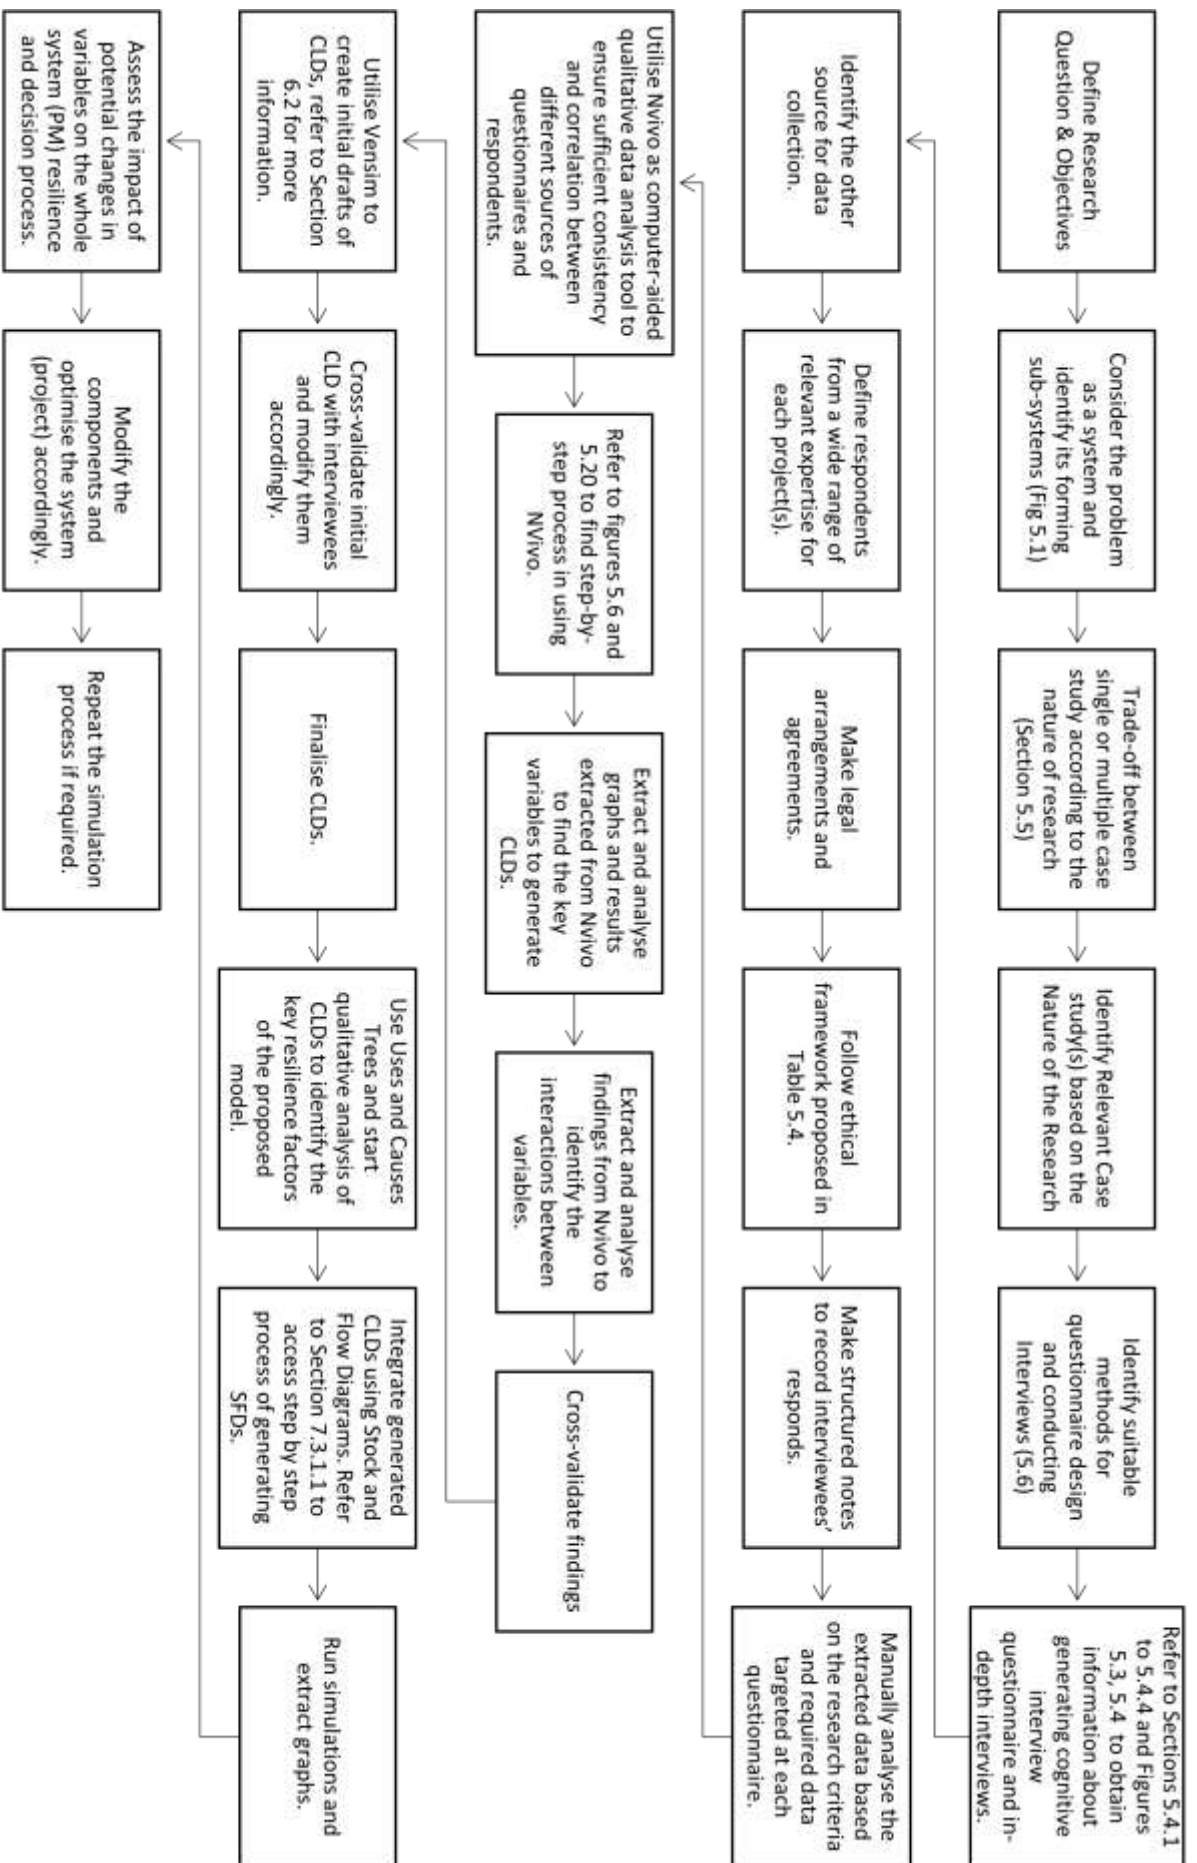 Define Research
Question & Objectives
Consider the problem
as a system and
identify its forming
sub-systems (Fig 5.1)
Trade-off between
single or multiple case
study according to the
nature of research
(Section 5.5)
Identify Relevant Case
study(s) based on the
Nature of the Research
Identify suitable
methods for
questionnaire design
and conducting
Interviews (5.6)
Refer to Sections 5.4.1
to 5.4.4 and Figures
5.3, 5.4 to obtain
information about
generating cognitive
interview
questionnaire and in-
depth interviews.
Identify the other
source for data
collection.
Define respondents
from a wide range of
relevant expertise for
each project(s).
Make legal
arrangements and
agreements.
Follow ethical
framework proposed in
Table 5.4.
Make structured notes
to record interviewees'
responds.
Manually analyse the
extracted data based
on the research criteria
and required data
targeted at each
questionnaire.
Utilise Nvivo as computer-aided
qualitative data analysis tool to
ensure sufficient consistency
and correlation between
different sources of
questionnaires and
respondents.
Refer to figures 5.6 and
5.20 to find step-by-
step process in using
NVivo.
Extract and analyse
graphs and results
extracted from Nvivo
to find the key
variables to generate
CLDs.
Extract and analyse
findings from Nvivo to
identify the
interactions between
variables.
Cross-validate findings
Utilise Vensim to
create initial drafts of
CLDs, refer to Section
6.2 for more
information.
Cross-validate initial
CLD with interviewees
and modify them
accordingly.
Finalise CLDs.
Use Uses and Causes
Trees and start
qualitative analysis of
CLDs to identify the
key resilience factors
of the proposed
model.
Integrate generated
CLDs using Stock and
Flow Diagrams. Refer
to Section 7.3.1.1 to
access step by step
process of generating
SFDs.
Run simulations and
extract graphs.
Assess the impact of
potential changes in
variables on the whole
system (PM) resilience
and decision process.
Modify the
components and
optimise the system
(project) accordingly.
Repeat the simulation
process if required.